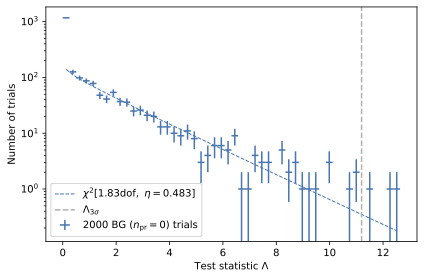 10³
10²
10¹
10⁰
Number of trials
χ²[1.83dof, η = 0.483]
Λ₃σ
2000 BG (nₚᵣ = 0) trials
0 2 4 6 8 10 12
Test statistic Λ